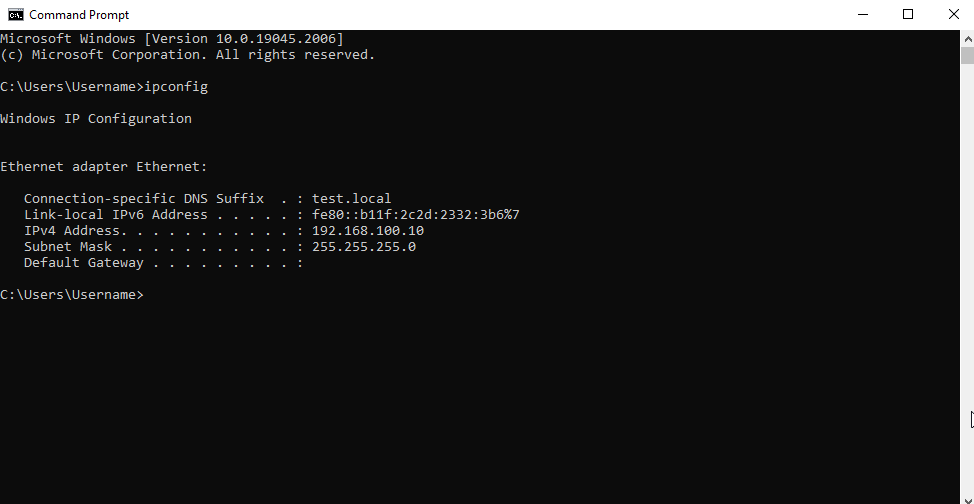 Command Prompt
Microsoft Windows [Version 10.0.19045.2006]
(c) Microsoft Corporation. All rights reserved.
C:\Users\Username>ipconfig
Windows IP Configuration
Ethernet adapter Ethernet:
   Connection-specific DNS Suffix  . : test.local
   Link-local IPv6 Address . . . . . : fe80::b11f:2c2d:2332:3b6%7
   IPv4 Address. . . . . . . . . . . : 192.168.100.10
   Subnet Mask . . . . . . . . . . . : 255.255.255.0
   Default Gateway . . . . . . . . . :
C:\Users\Username>